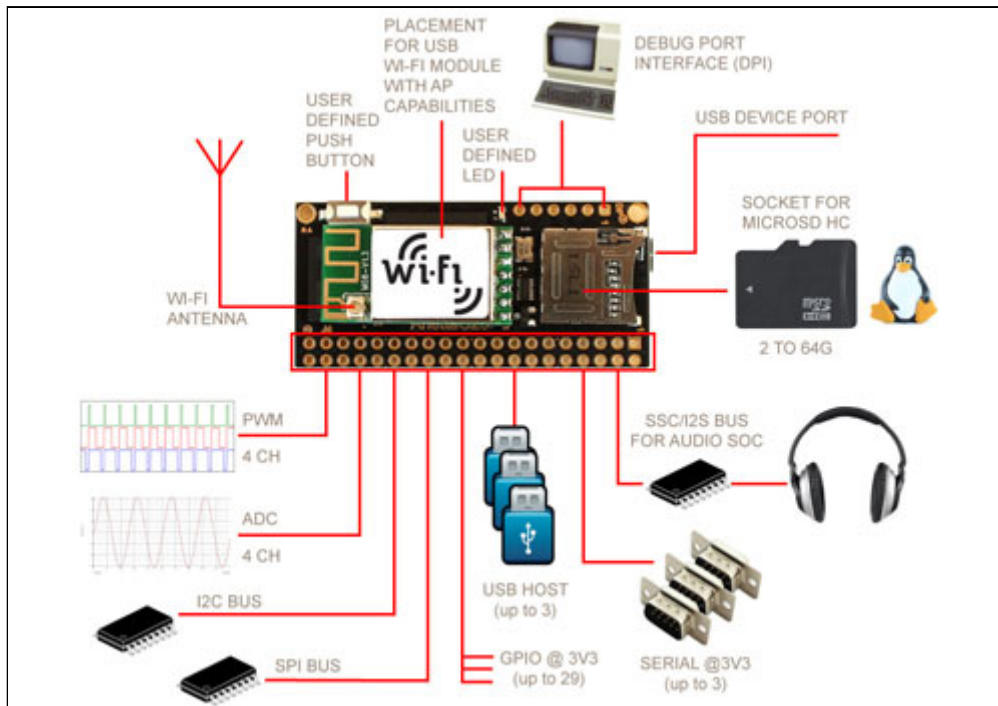 PLACEMENT
FOR USB
WI-FI MODULE
WITH AP
CAPABILITIES
DEBUG PORT
INTERFACE (DPI)
USER
DEFINED
PUSH
BUTTON
USER
DEFINED
LED
USB DEVICE PORT
SOCKET FOR
MICROSD HC
Wi-Fi
WI-FI
ANTENNA
2 TO 64G
PWM
4 CH
SSC/I2S BUS
FOR AUDIO SOC
ADC
4 CH
USB HOST
(up to 3)
I2C BUS
SPI BUS
GPIO @ 3V3
(up to 29)
SERIAL @3V3
(up to 3)